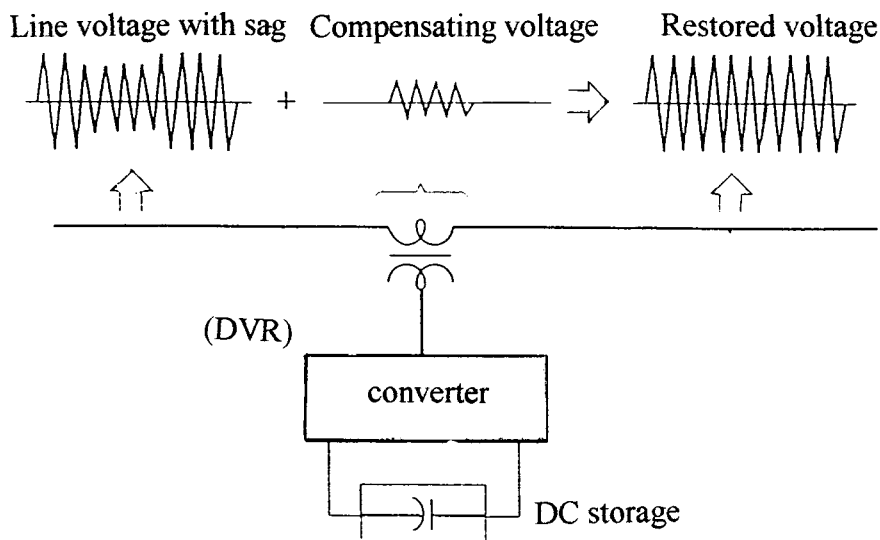 Line voltage with sag
Compensating voltage
Restored voltage
+
(DVR)
converter
DC storage